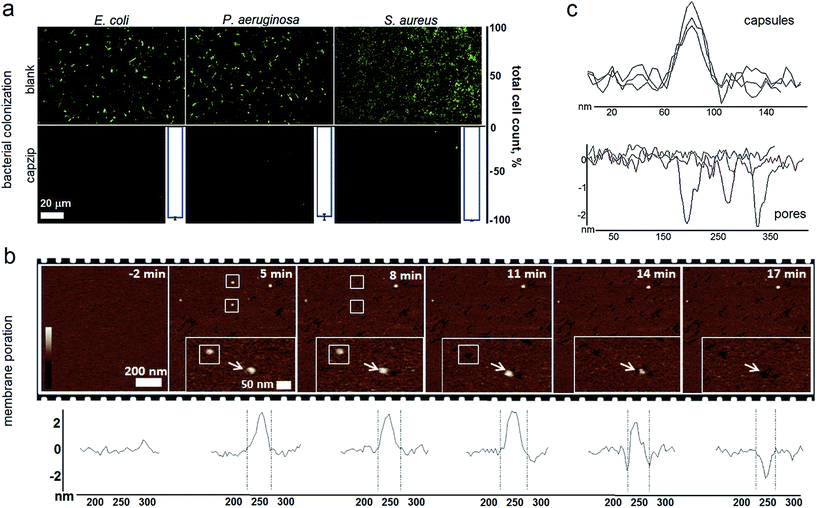 a
E. coli
P. aeruginosa
S. aureus
bacterial colonization
blank
capzip
20 µm
100
50
0
-50
-100
total cell count, %
c
capsules
nm
20
60
80
100
140
0
-1
-2
nm
pores
50
150
250
350
b
membrane poration
-2 min
5 min
8 min
11 min
14 min
17 min
200 nm
50 nm
2
0
-2
nm
200 250 300
200 250 300
200 250 300
200 250 300
200 250 300
200 250 300